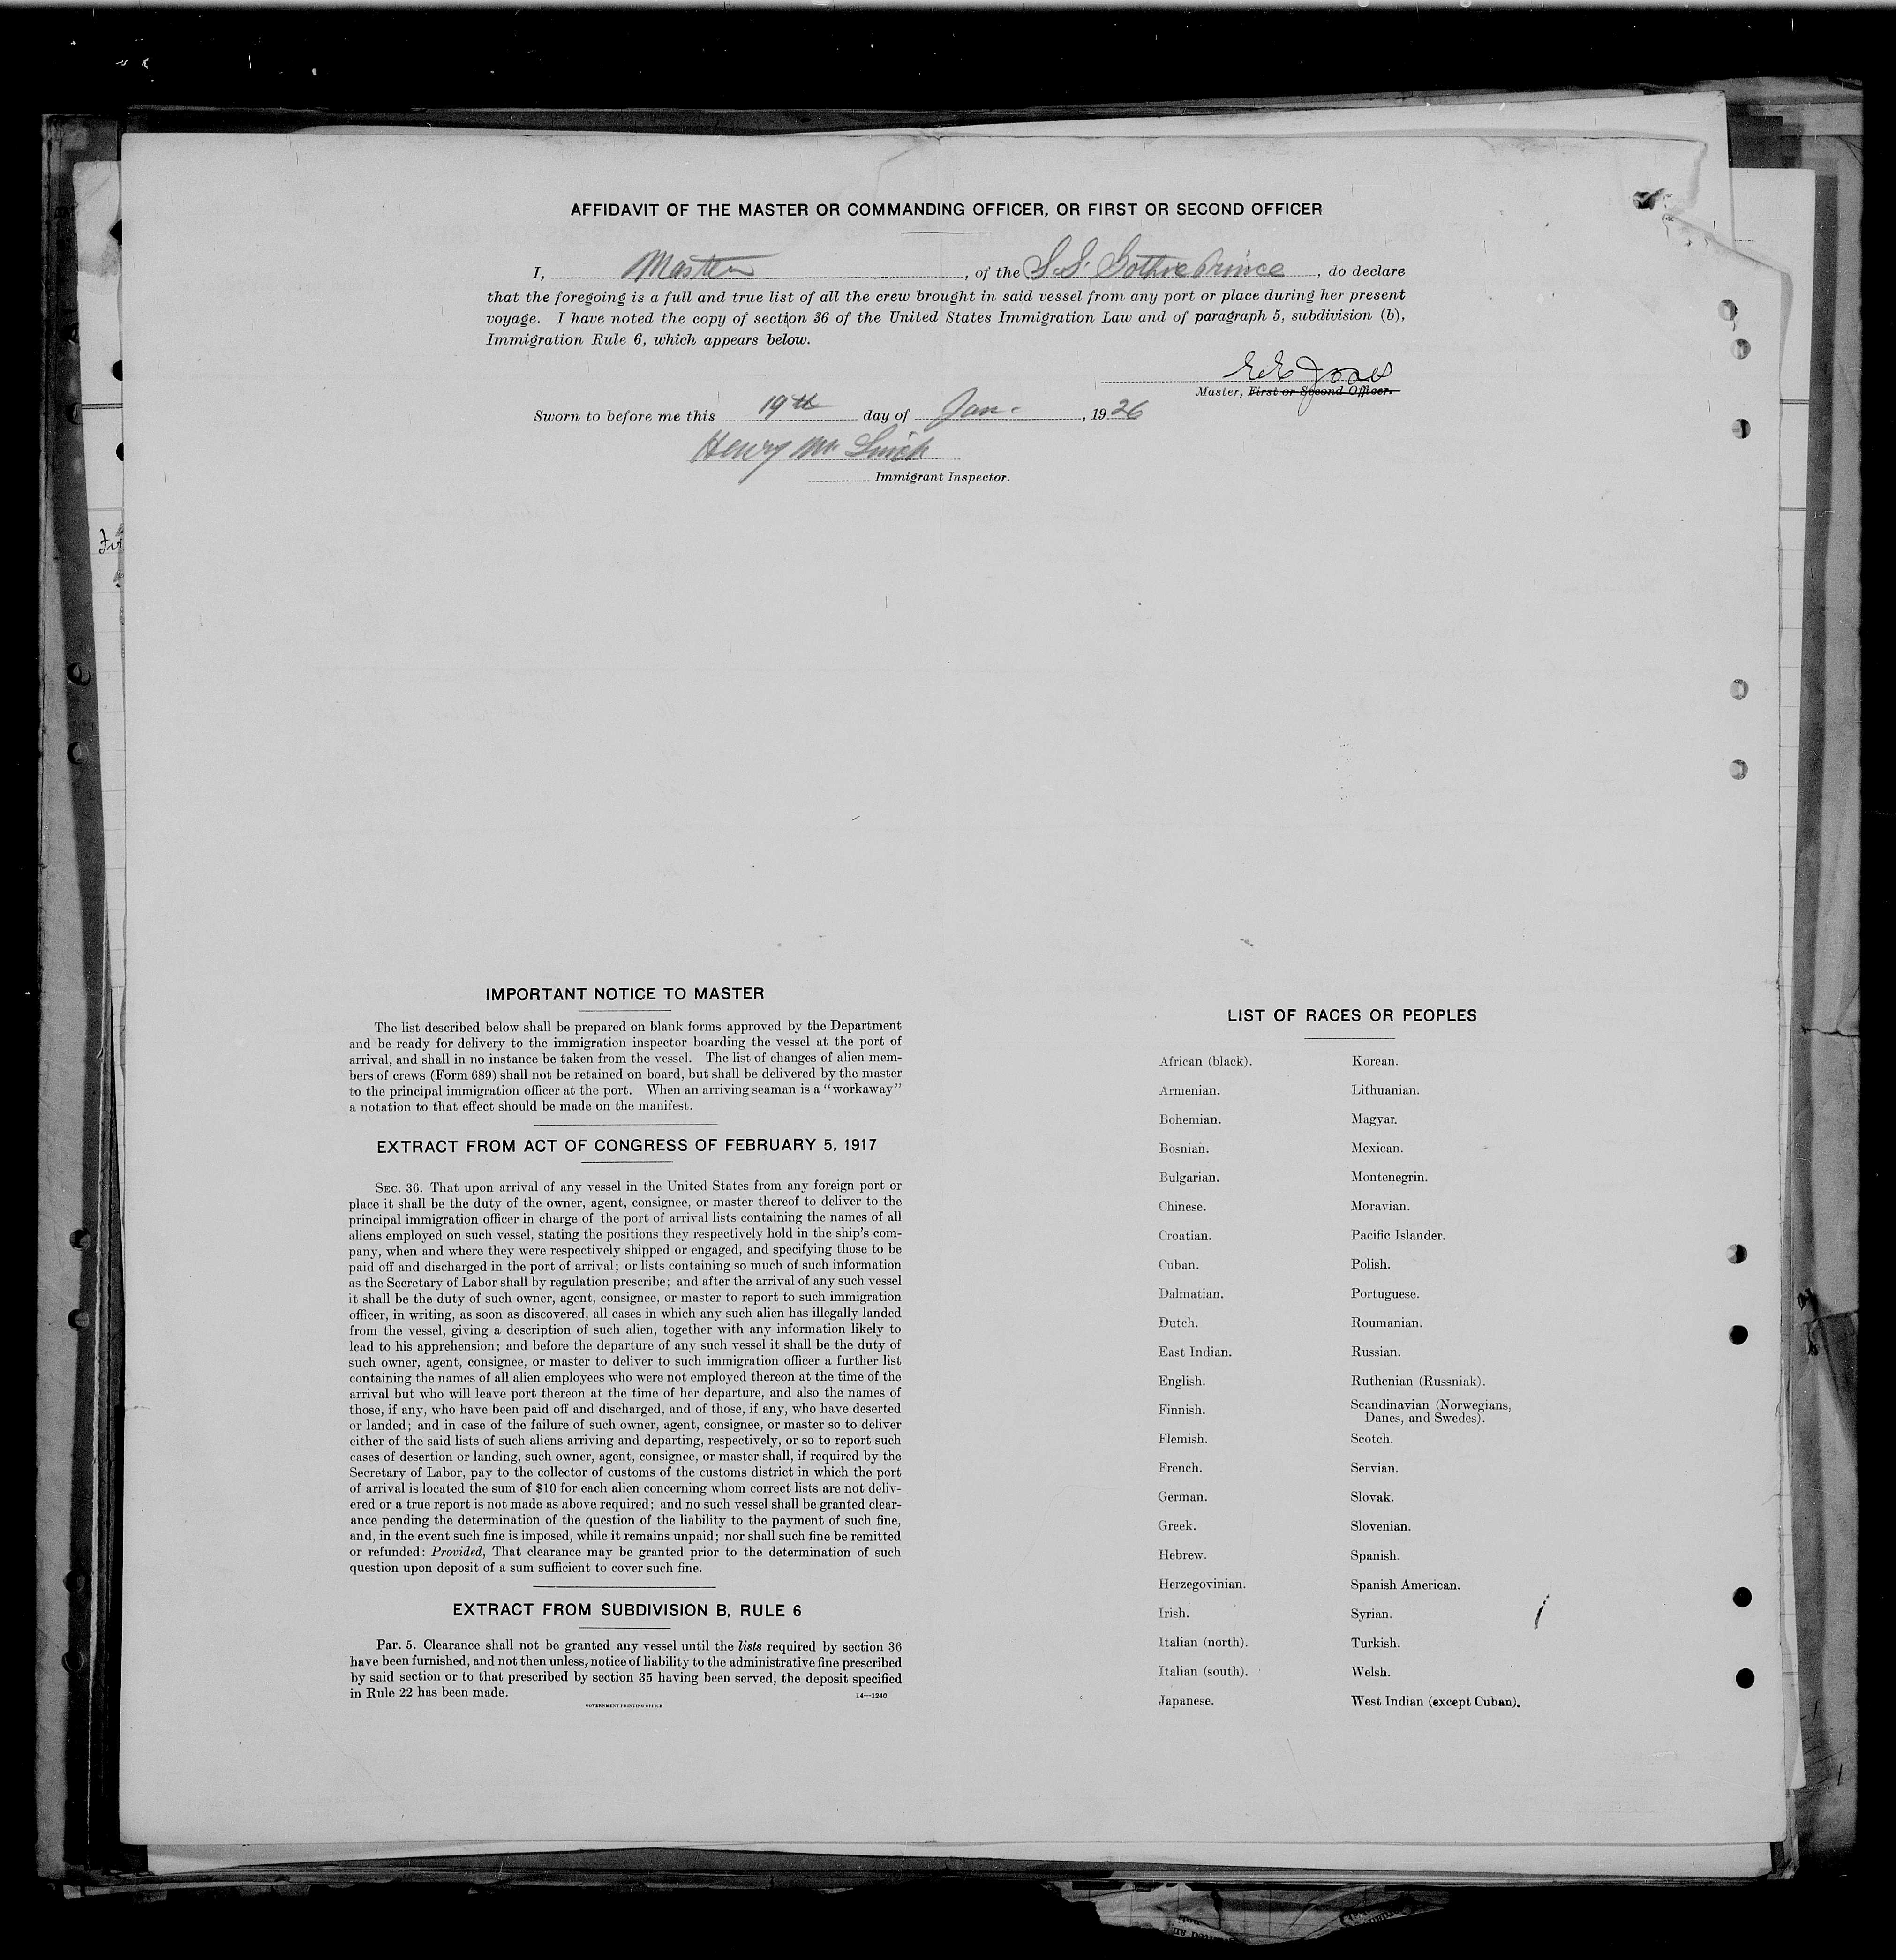 AFFIDAVIT OF THE MASTER OR COMMANDING OFFICER, OR FIRST OR SECOND OFFICER
I, Master, of the S.S. Gothic Prince, do declare
that the foregoing is a full and true list of all the crew brought in said vessel from any port or place during her present
voyage. I have noted the copy of section 36 of the United States Immigration Law and of paragraph 5, subdivision (b),
Immigration Rule 6, which appears below.
Jones
Master, First or Second Officer.
Sworn to before me this 19th day of Jan., 1926
Henry M.
Immigrant Inspector.
IMPORTANT NOTICE TO MASTER
The list described below shall be prepared on blank forms approved by the Department
and be ready for delivery to the immigration inspector boarding the vessel at the port of
arrival, and shall in no instance be taken from the vessel. The list of changes of alien mem-
bers of crews (Form 689) shall not be retained on board, but shall be delivered by the master
to the principal immigration officer at the port. When an arriving seaman is a "workaway"
a notation to that effect should be made on the manifest.
EXTRACT FROM ACT OF CONGRESS OF FEBRUARY 5, 1917
SEC. 36. That upon arrival of any vessel in the United States from any foreign port or
place it shall be the duty of the owner, agent, consignee, or master thereof to deliver to the
principal immigration officer in charge of the port of arrival lists containing the names of all
aliens employed on such vessel, stating the positions they respectively hold in the ship's com-
pany, when and where they were respectively shipped or engaged, and specifying those to be
paid off and discharged in the port of arrival; or lists containing so much of such information
as the Secretary of Labor shall by regulation prescribe; and after the arrival of any such vessel
it shall be the duty of such owner, agent, consignee, or master to report to such immigration
officer, in writing, as soon as discovered, all cases in which any such alien has illegally landed
from the vessel, giving a description of such alien, together with any information likely to
lead to his apprehension; and before the departure of any such vessel it shall be the duty of
such owner, agent, consignee, or master to deliver to such immigration officer a further list
containing the names of all alien employees who were not employed thereon at the time of the
arrival but who will leave port thereon at the time of her departure, and also the names of
those, if any, who have been paid off and discharged, and of those, if any, who have deserted
or landed; and in case of the failure of such owner, agent, consignee, or master so to deliver
either of the said lists of such aliens arriving and departing, respectively, or so to report such
cases of desertion or landing, such owner, agent, consignee, or master shall, if required by the
Secretary of Labor, pay to the collector of customs of the customs district in which the port
of arrival is located the sum of $10 for each alien concerning whom correct lists are not deliv-
ered or a true report is not made as above required; and no such vessel shall be granted clear-
ance pending the determination of the question of the liability to the payment of such fine,
and, in the event such fine is imposed, while it remains unpaid; nor shall such fine be remitted
or refunded: Provided, That clearance may be granted prior to the determination of such
question upon deposit of a sum sufficient to cover such fine.
EXTRACT FROM SUBDIVISION B, RULE 6
Par. 5. Clearance shall not be granted any vessel until the lists required by section 36
have been furnished, and not then unless, notice of liability to the administrative fine prescribed
by said section or to that prescribed by section 35 having been served, the deposit specified
in Rule 22 has been made.
14—1240
GOVERNMENT PRINTING OFFICE
LIST OF RACES OR PEOPLES
African (black).
Armenian.
Bohemian.
Bosnian.
Bulgarian.
Chinese.
Croatian.
Cuban.
Dalmatian.
Dutch.
East Indian.
English.
Finnish.
Flemish.
French.
German.
Greek.
Hebrew.
Herzegovinian.
Irish.
Italian (north).
Italian (south).
Japanese.
Korean.
Lithuanian.
Magyar.
Mexican.
Montenegrin.
Moravian.
Pacific Islander.
Polish.
Portuguese.
Roumanian.
Russian.
Ruthenian (Russniak).
Scandinavian (Norwegians,
Danes, and Swedes).
Scotch.
Servian.
Slovak.
Slovenian.
Spanish.
Spanish American.
Syrian.
Turkish.
Welsh.
West Indian (except Cuban).